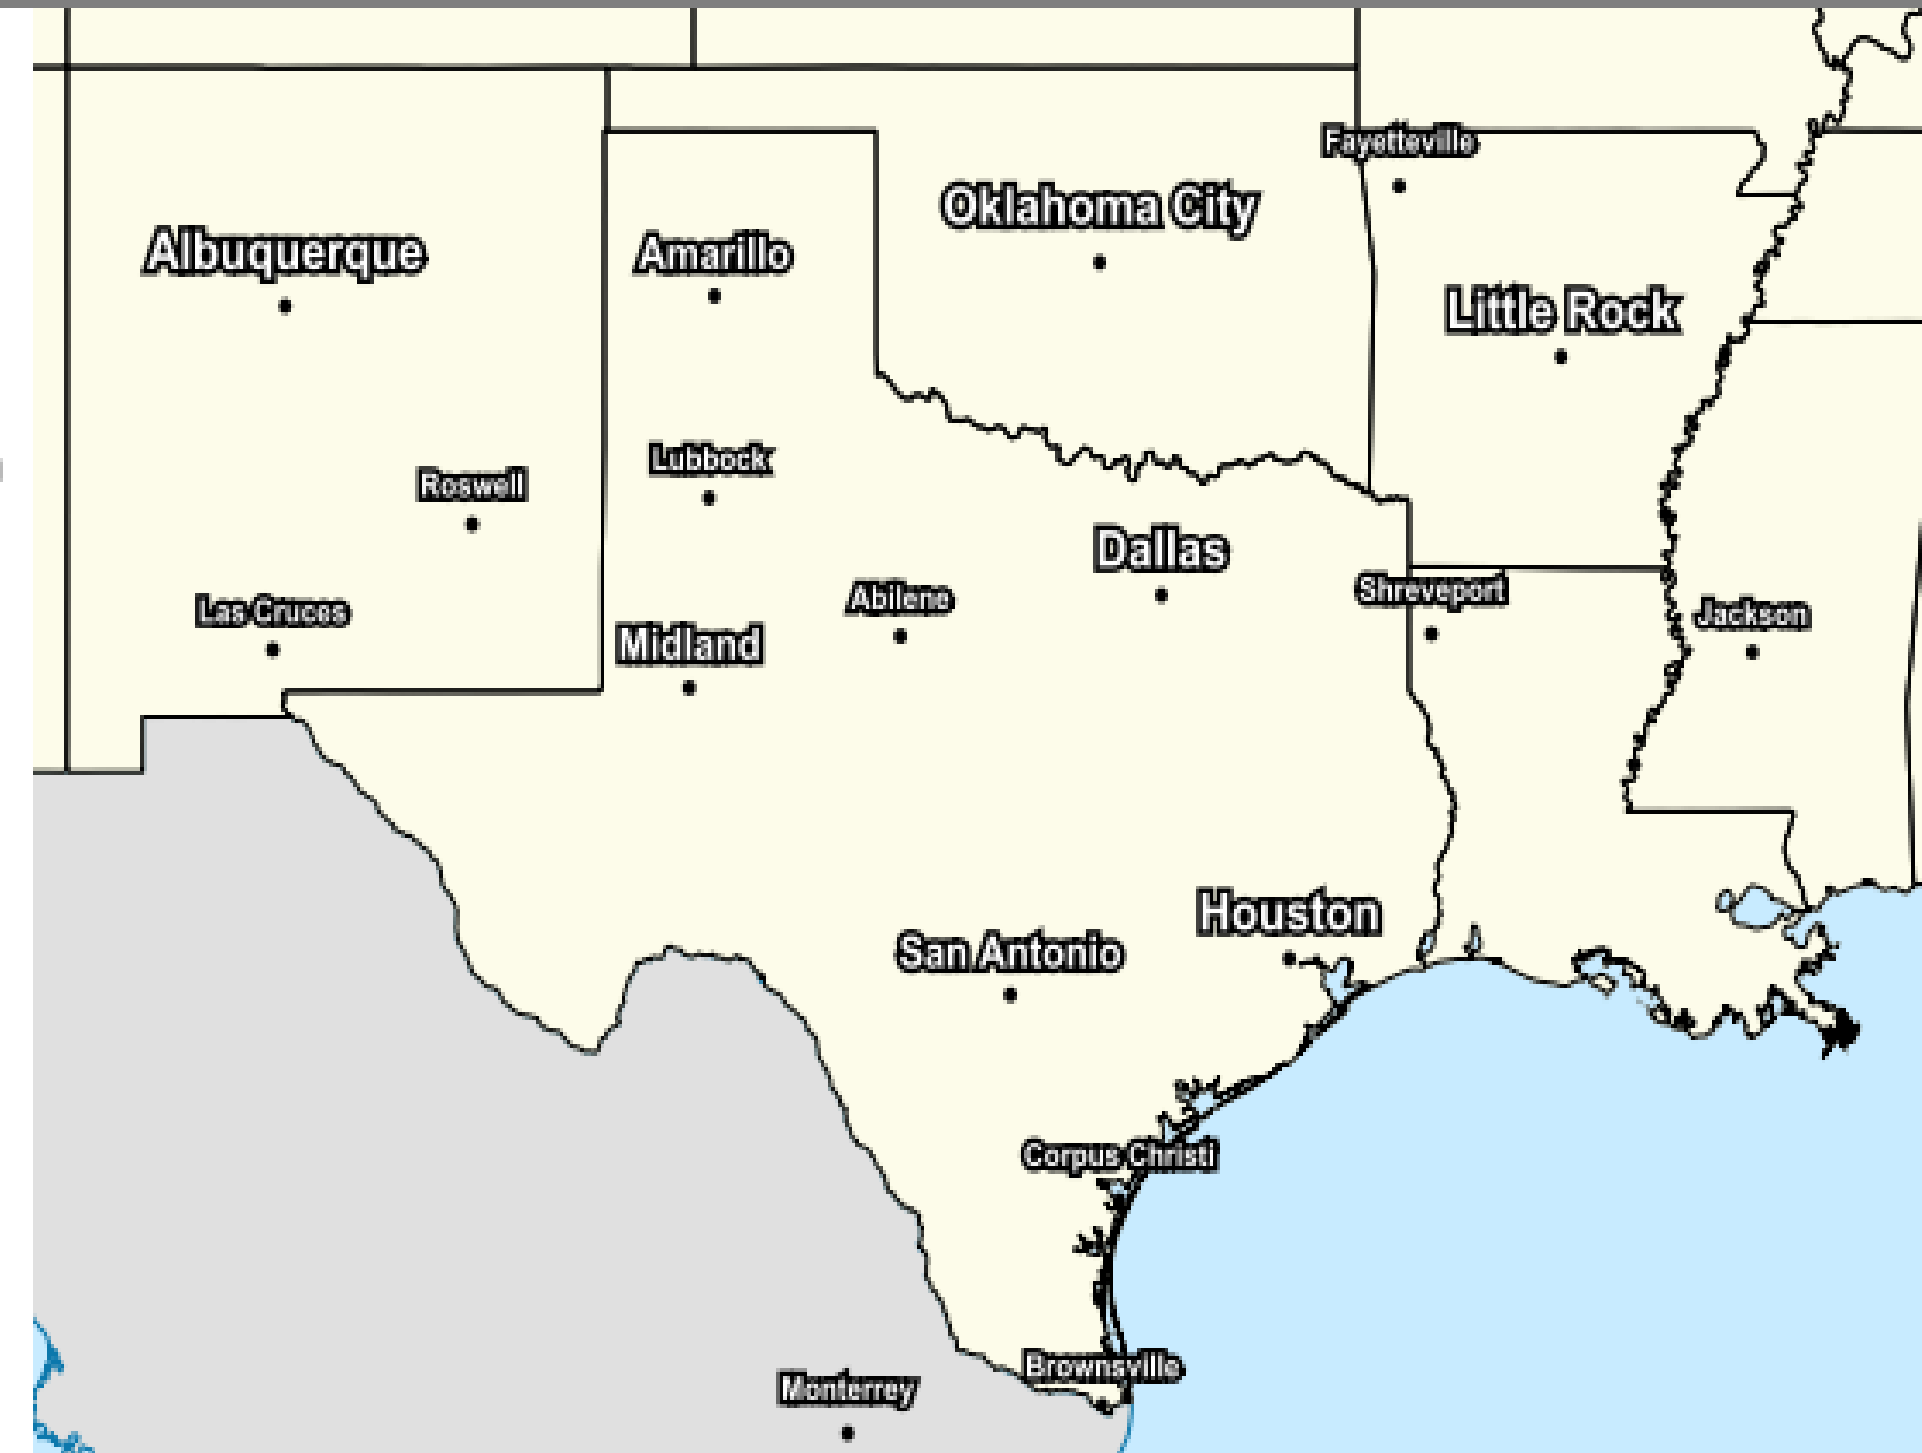 Fayetteville
Oklahoma City
Albuquerque
Amarillo
Little Rock
Lubbock
Roswell
Dallas
Shreveport
Abilene
Las Cruces
Jackson
Midland
Houston
San Antonio
Corpus Christi
Brownsville
Monterrey